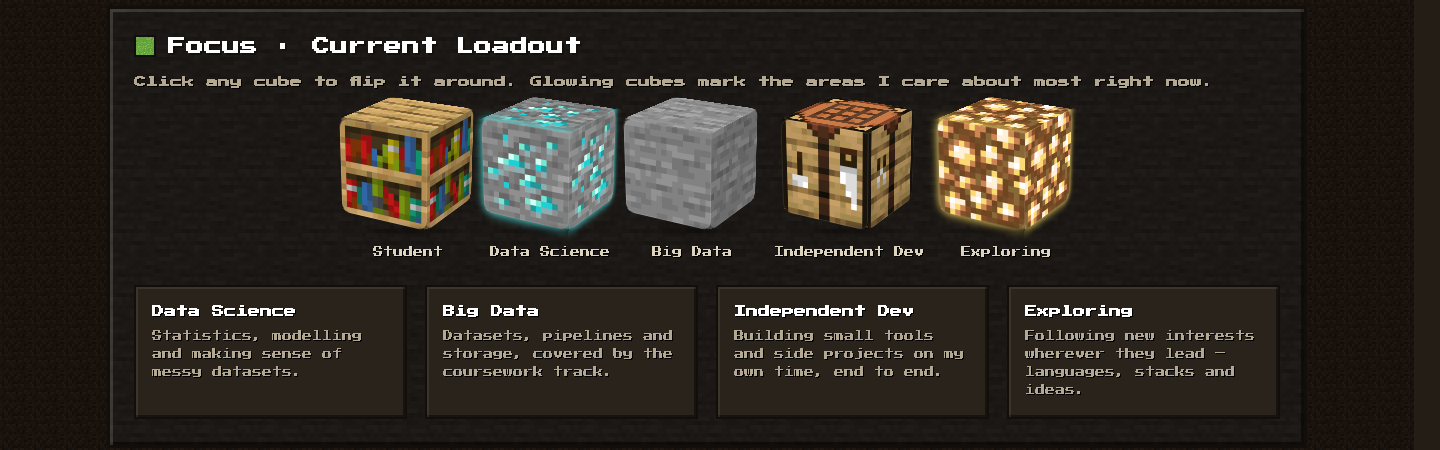 Focus · Current Loadout
Click any cube to flip it around. Glowing cubes mark the areas I care about most right now.
Student
Data Science
Big Data
Independent Dev
Exploring
Data Science
Statistics, modelling
and making sense of
messy datasets.
Big Data
Datasets, pipelines and
storage, covered by the
coursework track.
Independent Dev
Building small tools
and side projects on my
own time, end to end.
Exploring
Following new interests
wherever they lead —
languages, stacks and
ideas.